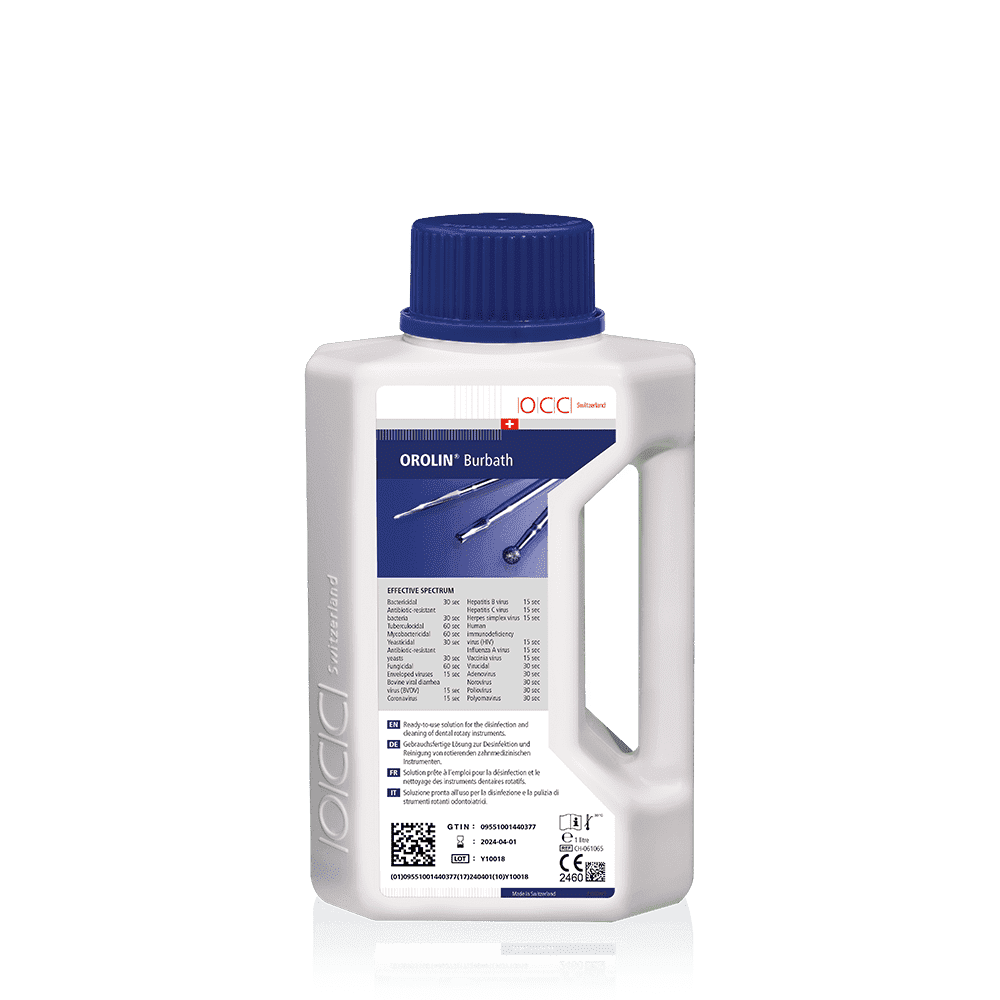 IOCCI Switzerland
OROLIN® Burbath
EFFECTIVE SPECTRUM
Bactericidal 30 sec
Antibiotic-resistant
bacteria 30 sec
Tuberculocidal 60 sec
Mycobactericidal 60 sec
Yeasticidal 30 sec
Antibiotic-resistant
yeasts 30 sec
Fungicidal 60 sec
Enveloped viruses 15 sec
Bovine viral diarrhea
virus (BVDV) 15 sec
Coronavirus 15 sec
Hepatitis B virus 15 sec
Hepatitis C virus 15 sec
Herpes simplex virus 15 sec
Human
immunodeficiency
virus (HIV) 15 sec
Influenza A virus 15 sec
Vaccinia virus 15 sec
Virucidal 30 sec
Adenovirus 30 sec
Norovirus 30 sec
Poliovirus 30 sec
Polyomavirus 30 sec
EN Ready-to-use solution for the disinfection and
cleaning of dental rotary instruments.
DE Gebrauchsfertige Lösung zur Desinfektion und
Reinigung von rotierenden zahnmedizinischen
Instrumenten.
FR Solution prête à l'emploi pour la désinfection et le
nettoyage des instruments dentaires rotatifs.
IT Soluzione pronta all'uso per la disinfezione e la pulizia di
strumenti rotanti odontoiatrici.
GTIN : 09551001440377
: 2024-04-01
LOT : Y10018
(01)09551001440377(17)240401(10)Y10018
e 1 litre
REF CH-061065
CE
2460
Made in Switzerland
IOCCI Switzerland